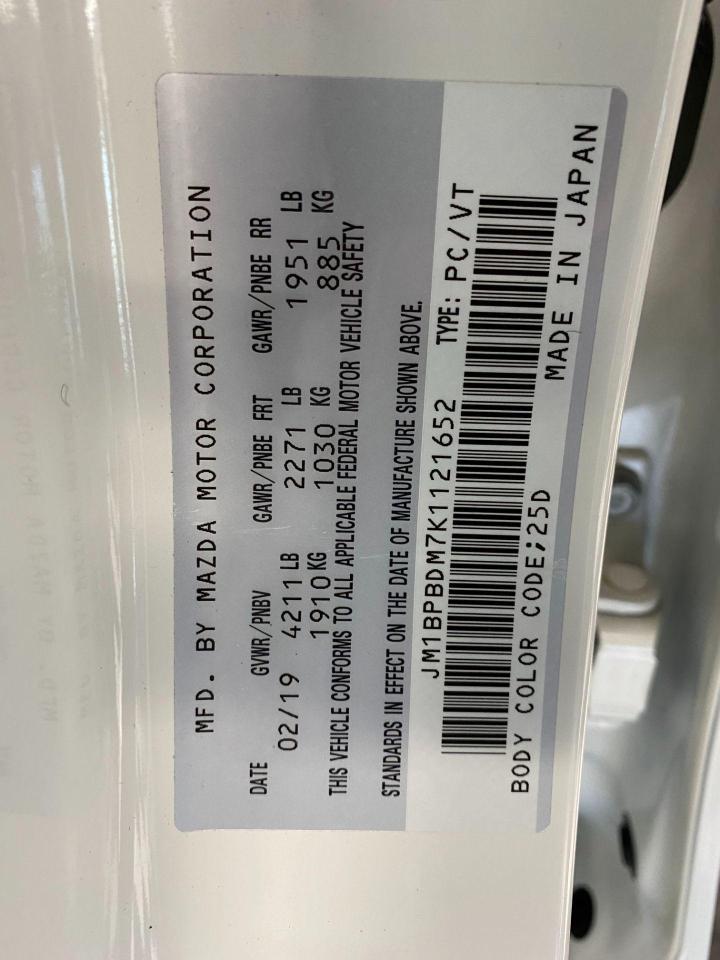 MFD. BY MAZDA MOTOR CORPORATION
DATE GVWR/PNBV GAWR/PNBE FRT GAWR/PNBE RR
02/19 4211 LB 2271 LB 1951 LB
1910 KG 1030 KG 885 KG
THIS VEHICLE CONFORMS TO ALL APPLICABLE FEDERAL MOTOR VEHICLE SAFETY
STANDARDS IN EFFECT ON THE DATE OF MANUFACTURE SHOWN ABOVE.
JM1BPBDM7K1121652 TYPE: PC/VT
BODY COLOR CODE;25D MADE IN JAPAN